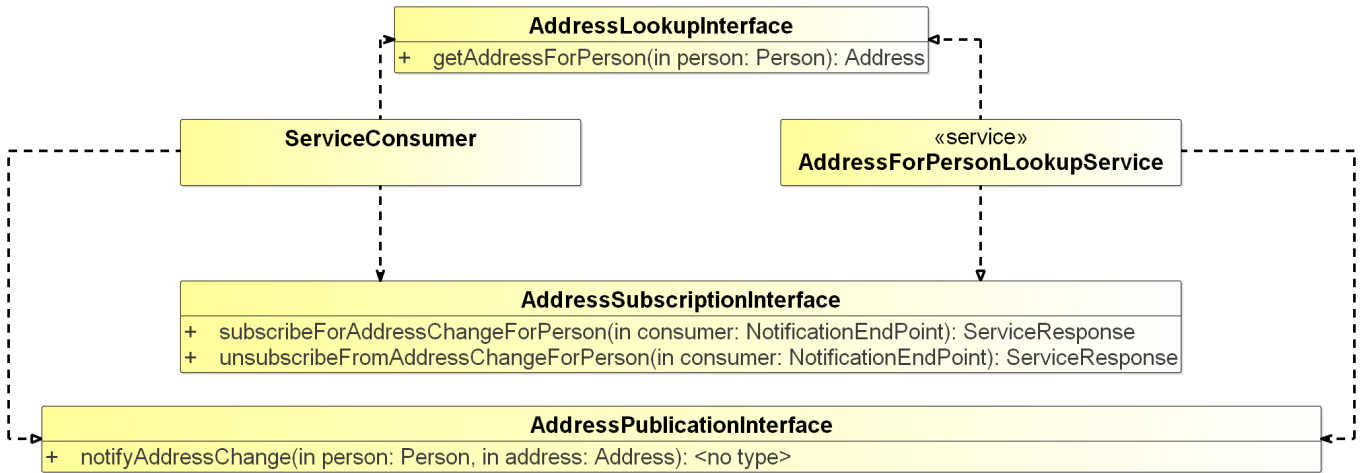 AddressLookupInterface
+ getAddressForPerson(in person: Person): Address
ServiceConsumer
«service»
AddressForPersonLookupService
AddressSubscriptionInterface
+ subscribeForAddressChangeForPerson(in consumer: NotificationEndPoint): ServiceResponse
+ unsubscribeFromAddressChangeForPerson(in consumer: NotificationEndPoint): ServiceResponse
AddressPublicationInterface
+ notifyAddressChange(in person: Person, in address: Address): <no type>